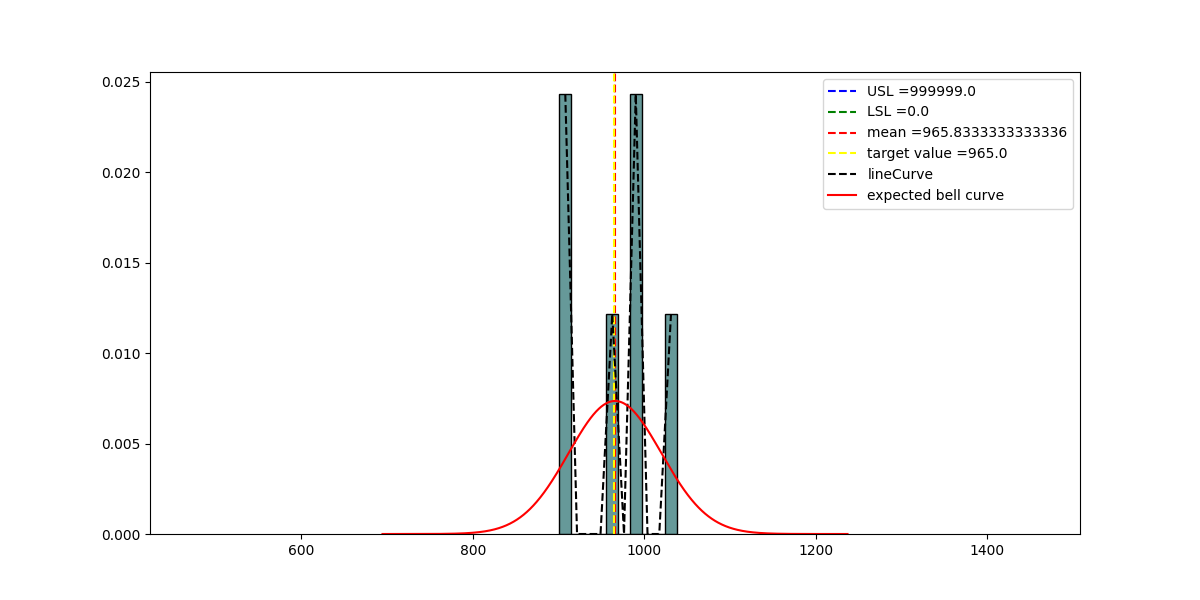 0.025
0.020
0.015
0.010
0.005
0.000
600
800
1000
1200
1400
USL =999999.0
LSL =0.0
mean =965.8333333333336
target value =965.0
lineCurve
expected bell curve